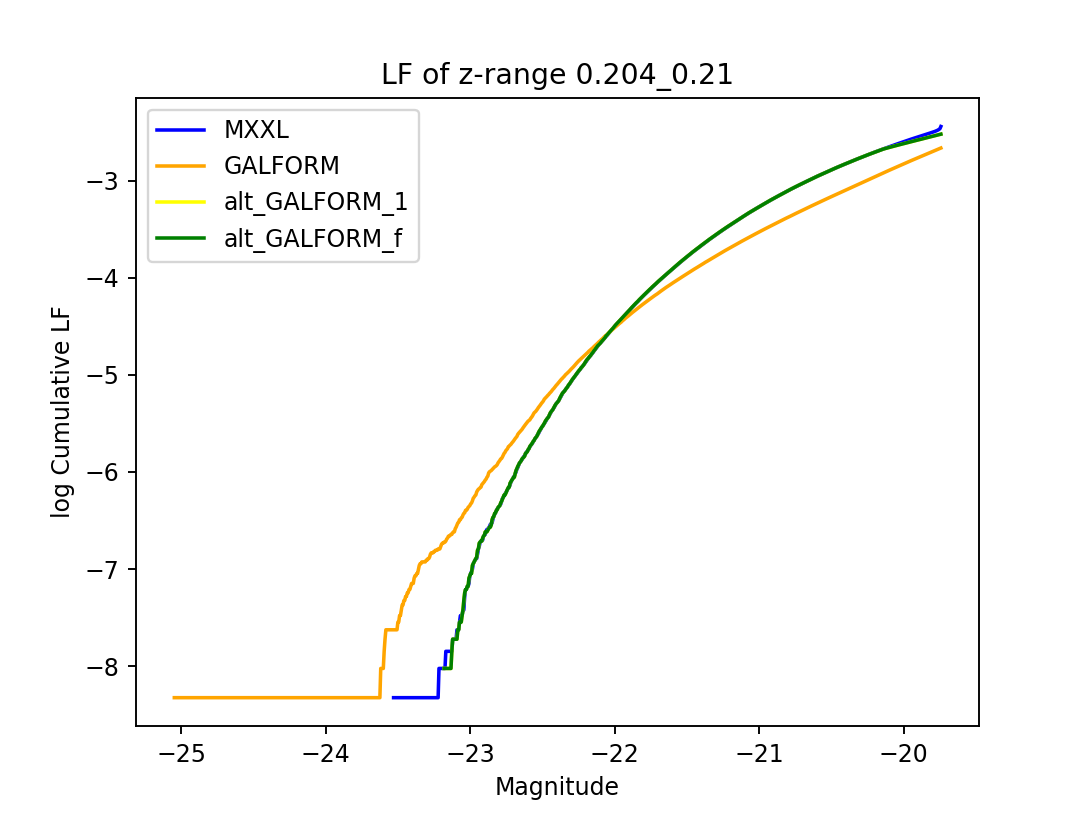 LF of z-range 0.204_0.21
MXXL
GALFORM
alt_GALFORM_1
alt_GALFORM_f
−3
−4
−5
−6
−7
−8
log Cumulative LF
−25
−24
−23
−22
−21
−20
Magnitude